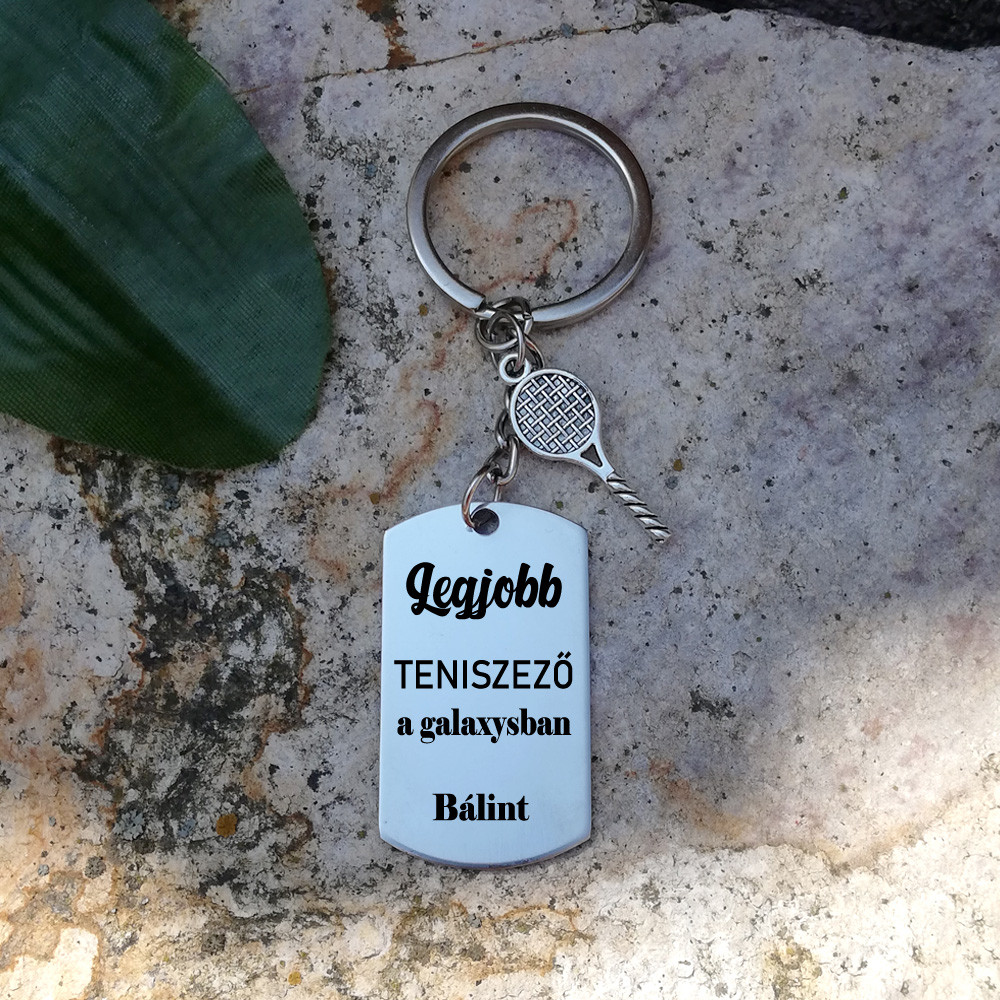 Legjobb
TENISZEZŐ
a galaxysban
Bálint